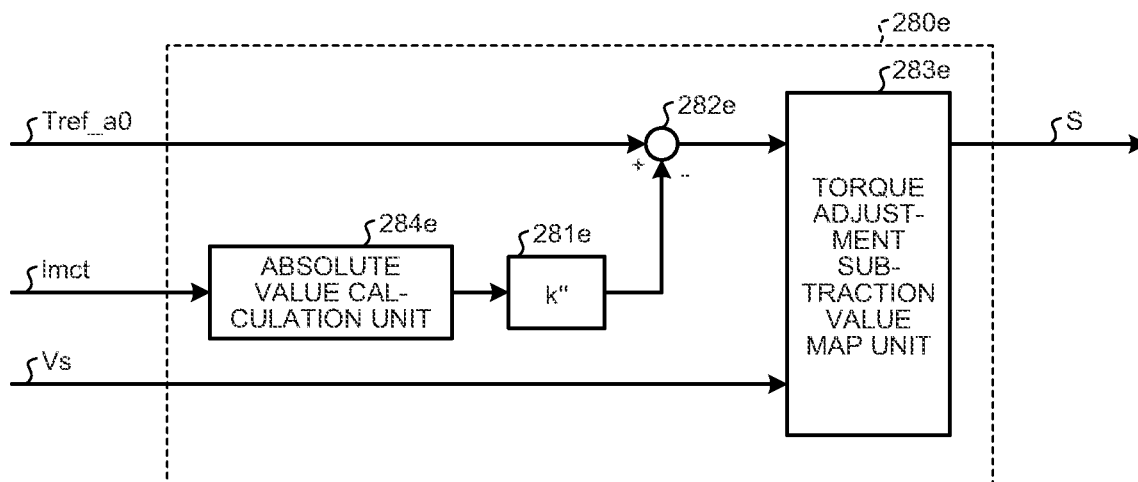 280e
283e
Tref_a0
282e
S
+
-
TORQUE
ADJUST-
MENT
SUB-
TRACTION
VALUE
MAP UNIT
284e
281e
imct
ABSOLUTE
VALUE CAL-
CULATION UNIT
k"
Vs